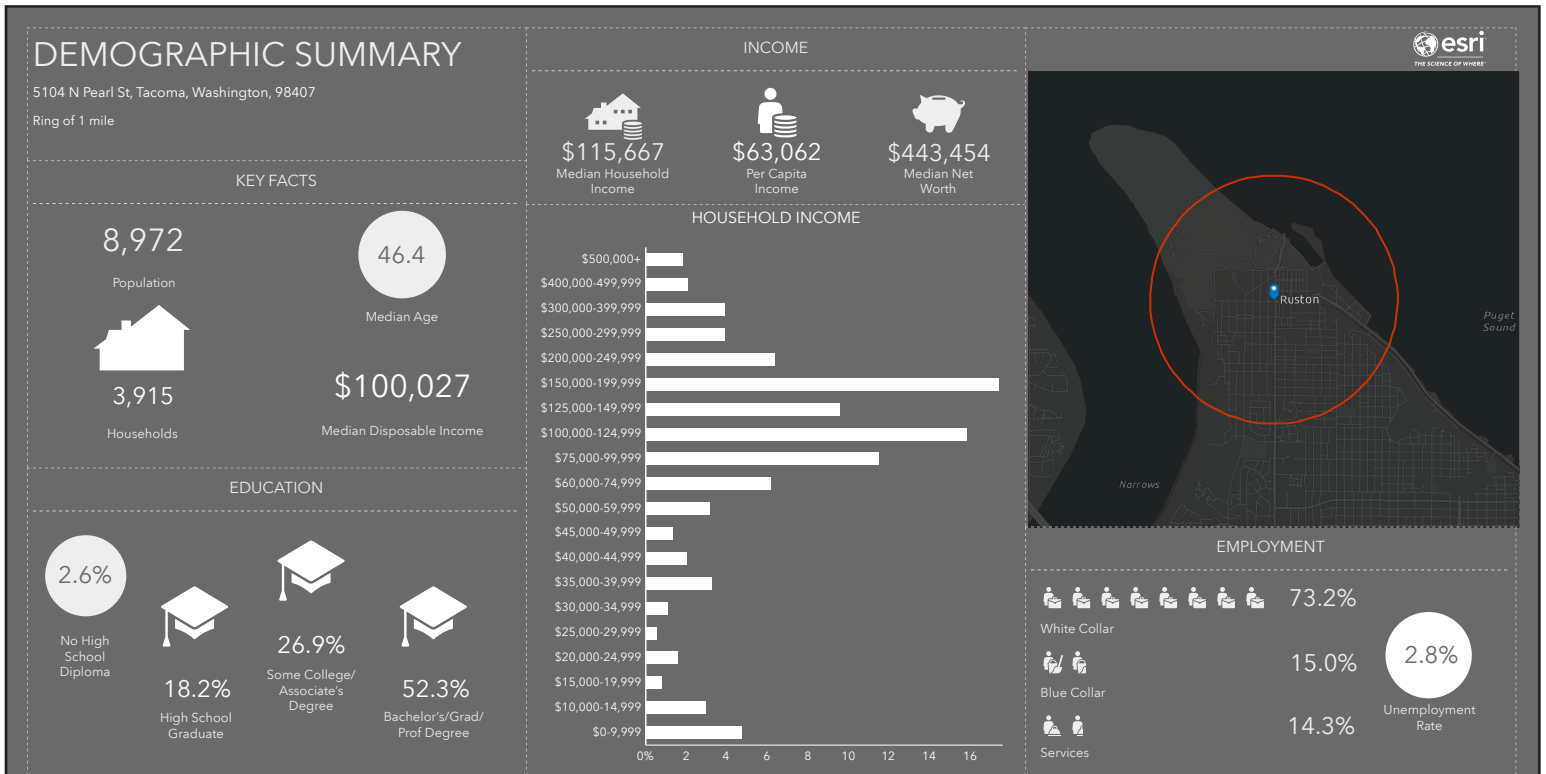 DEMOGRAPHIC SUMMARY
5104 N Pearl St, Tacoma, Washington, 98407
Ring of 1 mile
KEY FACTS
8,972
Population
46.4
Median Age
3,915
Households
$100,027
Median Disposable Income
EDUCATION
2.6%
No High
School
Diploma
18.2%
High School
Graduate
26.9%
Some College/
Associate's
Degree
52.3%
Bachelor's/Grad/
Prof Degree
INCOME
$115,667
Median Household
Income
$63,062
Per Capita
Income
$443,454
Median Net
Worth
HOUSEHOLD INCOME
$500,000+
$400,000-499,999
$300,000-399,999
$250,000-299,999
$200,000-249,999
$150,000-199,999
$125,000-149,999
$100,000-124,999
$75,000-99,999
$60,000-74,999
$50,000-59,999
$45,000-49,999
$40,000-44,999
$35,000-39,999
$30,000-34,999
$25,000-29,999
$20,000-24,999
$15,000-19,999
$10,000-14,999
$0-9,999
0% 2 4 6 8 10 12 14 16
esri
THE SCIENCE OF WHERE™
Ruston
Puget
Sound
Narrows
EMPLOYMENT
73.2%
White Collar
15.0%
Blue Collar
14.3%
Services
2.8%
Unemployment
Rate